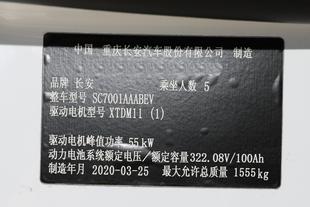 中国 重庆长安汽车股份有限公司 制造
品牌 长安 乘坐人数 5
整车型号 SC7001AAABEV
驱动电机型号 XTDM11 (1)
驱动电机峰值功率 55kW
动力电池系统额定电压/额定容量322.08V/100Ah
制造年月 2020-03-25 最大允许总质量 1555kg